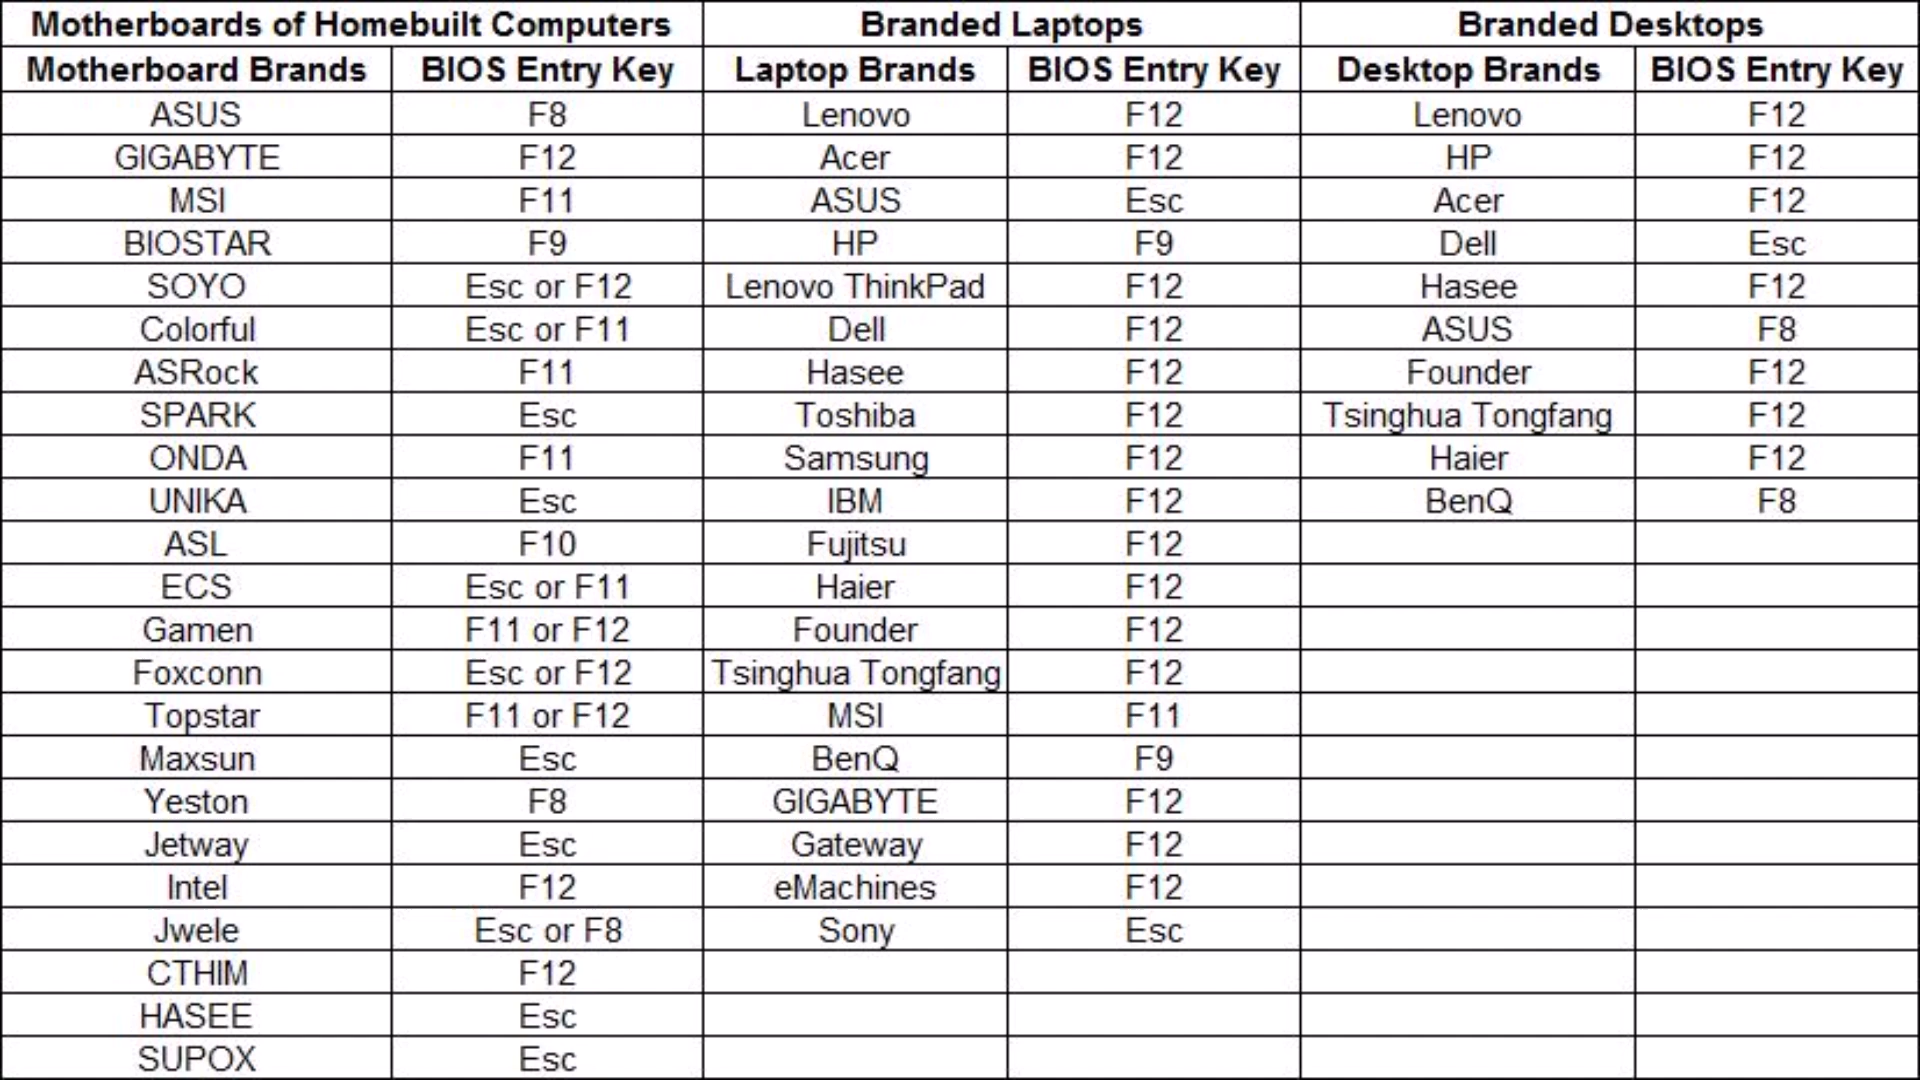 Motherboards of Homebuilt Computers Branded Laptops Branded Desktops
Motherboard Brands BIOS Entry Key Laptop Brands BIOS Entry Key Desktop Brands BIOS Entry Key
ASUS F8 Lenovo F12 Lenovo F12
GIGABYTE F12 Acer F12 HP F12
MSI F11 ASUS Esc Acer F12
BIOSTAR F9 HP F9 Dell Esc
SOYO Esc or F12 Lenovo ThinkPad F12 Hasee F12
Colorful Esc or F11 Dell F12 ASUS F8
ASRock F11 Hasee F12 Founder F12
SPARK Esc Toshiba F12 Tsinghua Tongfang F12
ONDA F11 Samsung F12 Haier F12
UNIKA Esc IBM F12 BenQ F8
ASL F10 Fujitsu F12
ECS Esc or F11 Haier F12
Gamen F11 or F12 Founder F12
Foxconn Esc or F12 Tsinghua Tongfang F12
Topstar F11 or F12 MSI F11
Maxsun Esc BenQ F9
Yeston F8 GIGABYTE F12
Jetway Esc Gateway F12
Intel F12 eMachines F12
Jwele Esc or F8 Sony Esc
CTHIM F12
HASEE Esc
SUPOX Esc